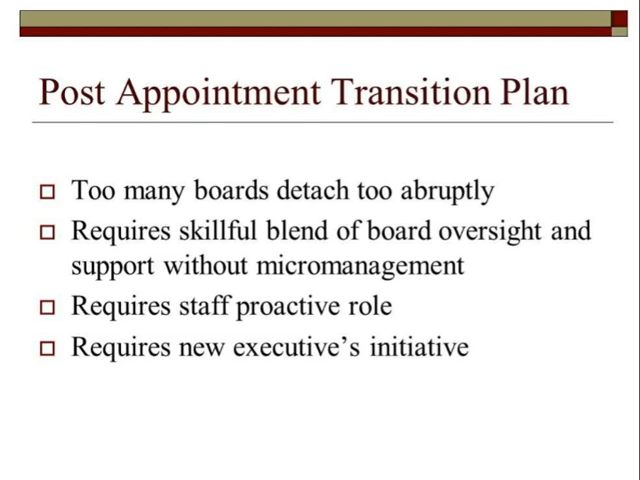 Post Appointment Transition Plan
Too many boards detach too abruptly
Requires skillful blend of board oversight and
support without micromanagement
Requires staff proactive role
Requires new executive’s initiative